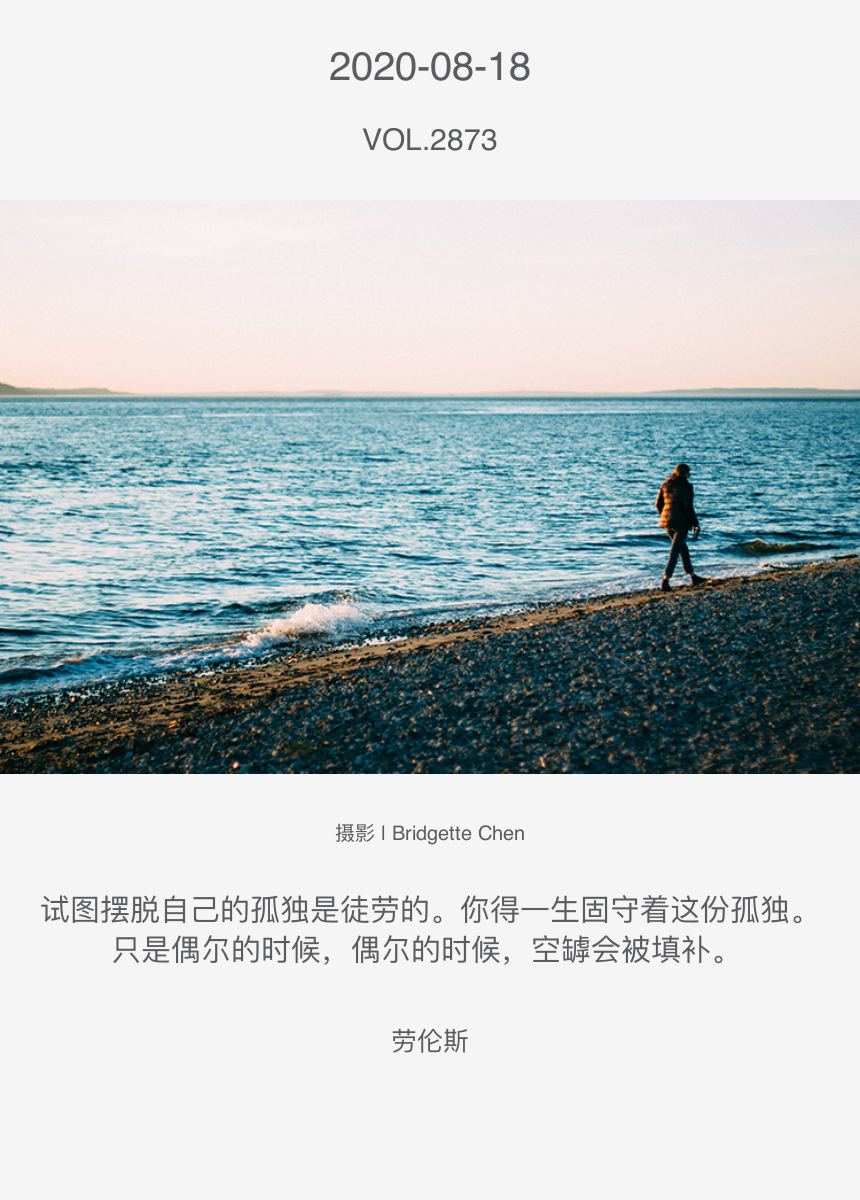 2020-08-18
VOL.2873
摄影 l Bridgette Chen
试图摆脱自己的孤独是徒劳的。你得一生固守着这份孤独。
只是偶尔的时候，偶尔的时候，空罅会被填补。
劳伦斯